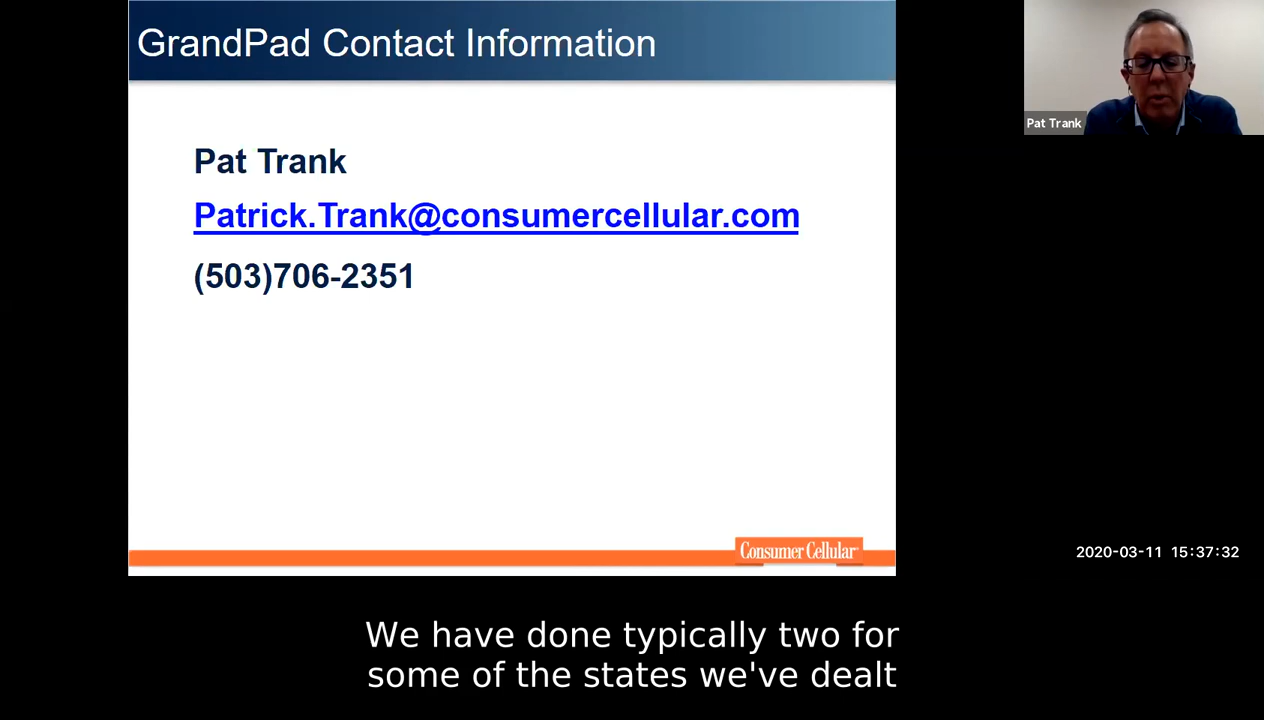 GrandPad Contact Information
Pat Trank
Patrick.Trank@consumercellular.com
(503)706-2351
Consumer Cellular
Pat Trank
2020-03-11 15:37:32
We have done typically two for
some of the states we've dealt